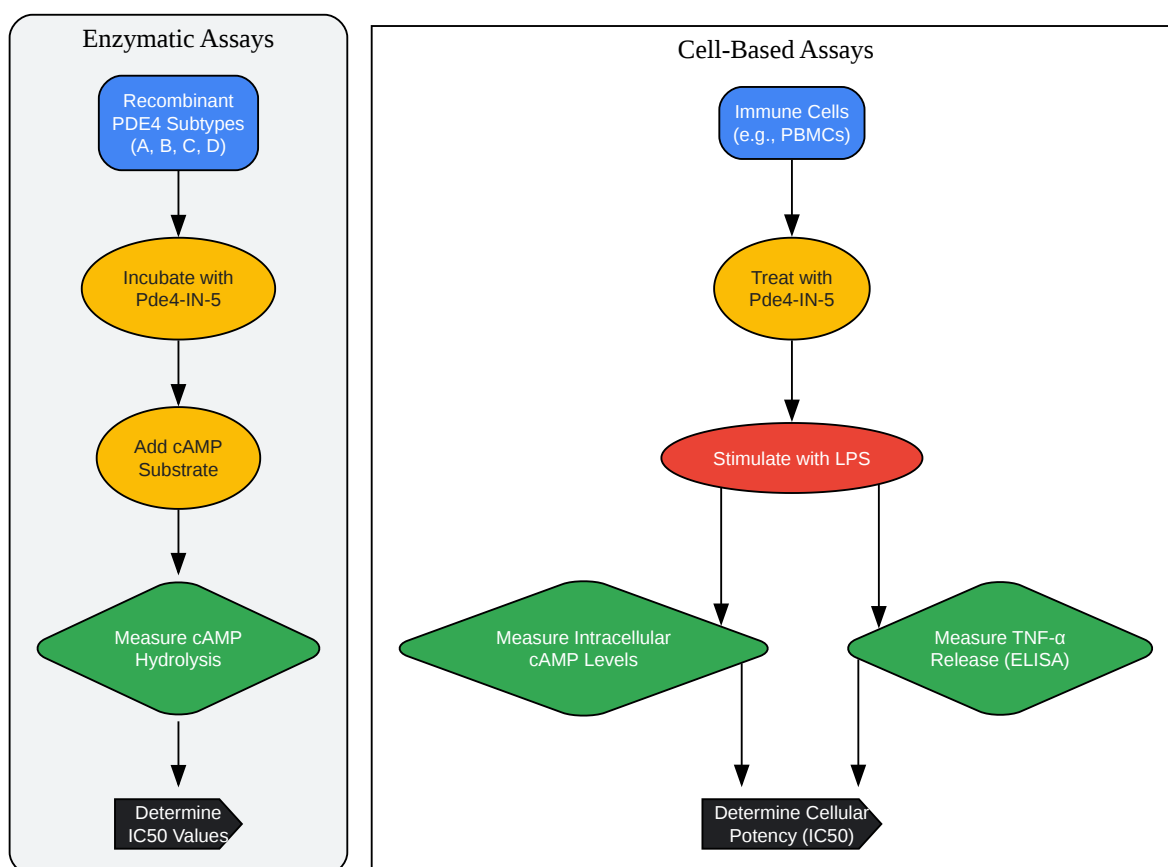 Enzymatic Assays
Recombinant
PDE4 Subtypes
(A, B, C, D)
Incubate with
Pde4-IN-5
Add cAMP
Substrate
Measure cAMP
Hydrolysis
Determine
IC50 Values
Cell-Based Assays
Immune Cells
(e.g., PBMCs)
Treat with
Pde4-IN-5
Stimulate with LPS
Measure Intracellular
cAMP Levels
Measure TNF-α
Release (ELISA)
Determine Cellular
Potency (IC50)